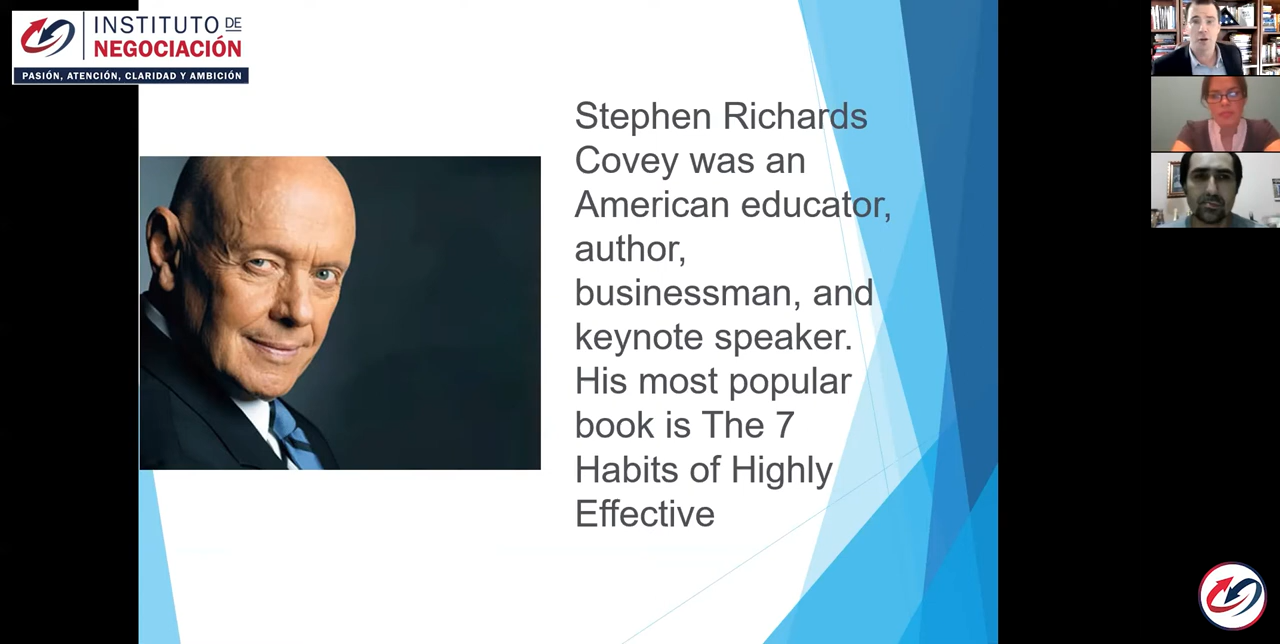 INSTITUTO DE
NEGOCIACIÓN
PASIÓN, ATENCIÓN, CLARIDAD Y AMBICIÓN
Stephen Richards
Covey was an
American educator,
author,
businessman, and
keynote speaker.
His most popular
book is The 7
Habits of Highly
Effective